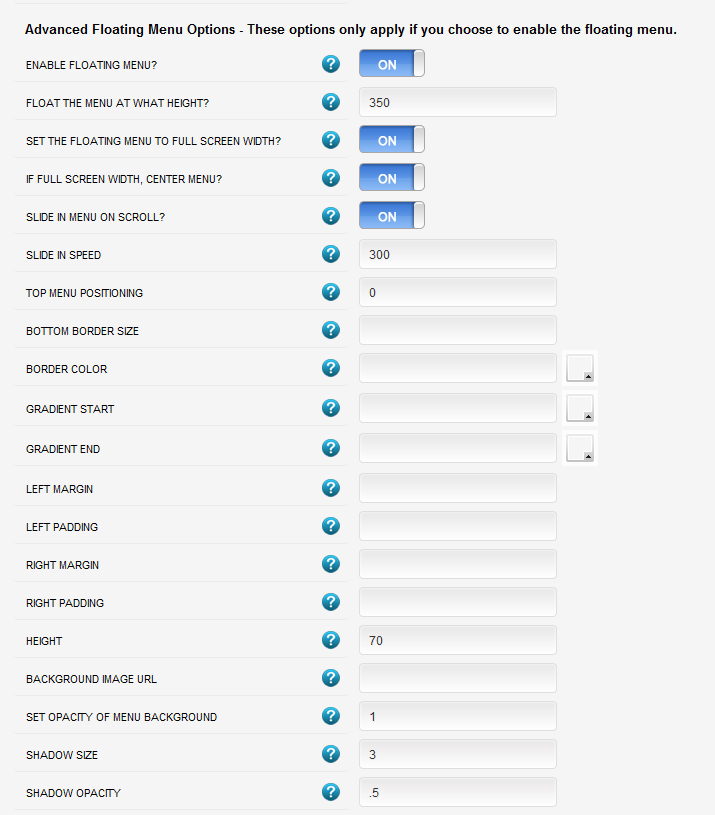 Advanced Floating Menu Options - These options only apply if you choose to enable the floating menu.
ENABLE FLOATING MENU? ? ON
FLOAT THE MENU AT WHAT HEIGHT? ? 350
SET THE FLOATING MENU TO FULL SCREEN WIDTH? ? ON
IF FULL SCREEN WIDTH, CENTER MENU? ? ON
SLIDE IN MENU ON SCROLL? ? ON
SLIDE IN SPEED ? 300
TOP MENU POSITIONING ? 0
BOTTOM BORDER SIZE ?
BORDER COLOR ?
GRADIENT START ?
GRADIENT END ?
LEFT MARGIN ?
LEFT PADDING ?
RIGHT MARGIN ?
RIGHT PADDING ?
HEIGHT ? 70
BACKGROUND IMAGE URL ?
SET OPACITY OF MENU BACKGROUND ? 1
SHADOW SIZE ? 3
SHADOW OPACITY ? .5